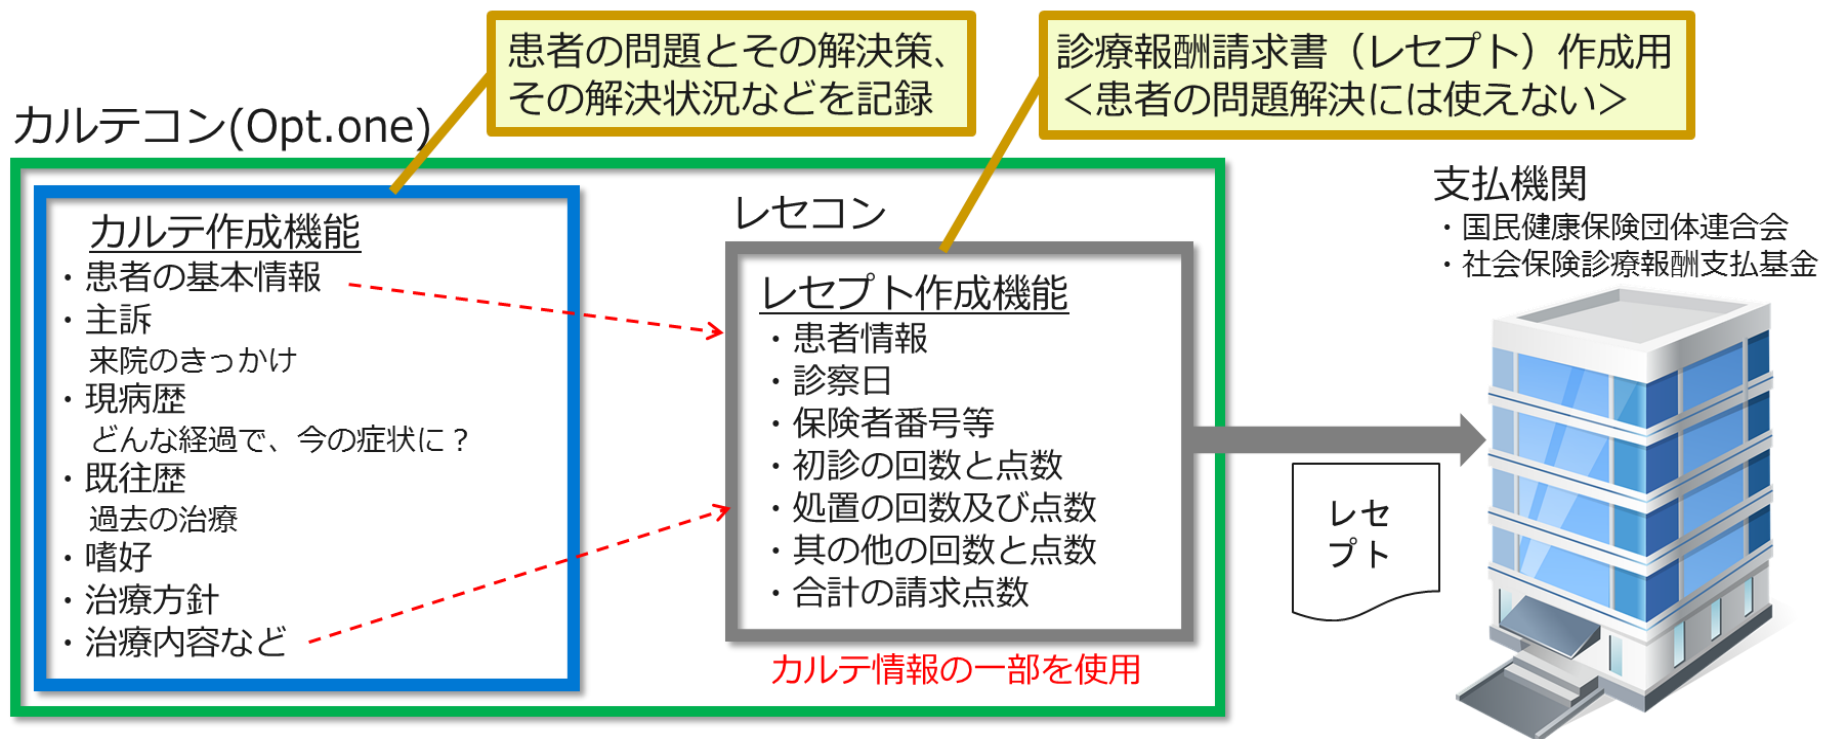 患者の問題とその解決策、
その解決状況などを記録
診療報酬請求書（レセプト）作成用
＜患者の問題解決には使えない＞
カルテコン(Opt.one)
カルテ作成機能
・患者の基本情報
・主訴
来院のきっかけ
・現病歴
どんな経過で、今の症状に？
・既往歴
過去の治療
・嗜好
・治療方針
・治療内容など
レセコン
レセプト作成機能
・患者情報
・診察日
・保険者番号等
・初診の回数と点数
・処置の回数及び点数
・其の他の回数と点数
・合計の請求点数
カルテ情報の一部を使用
レセ
プト
支払機関
・国民健康保険団体連合会
・社会保険診療報酬支払基金